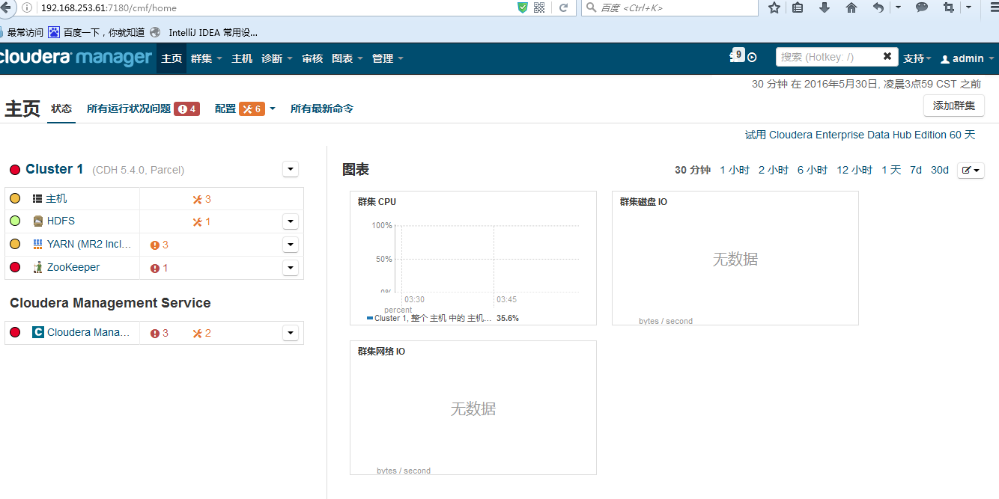 192.168.253.61:7180/cmf/home
百度 <Ctrl+K>
最常访问 百度一下，你就知道 IntelliJ IDEA 常用设...
cloudera manager 主页 群集 主机 诊断 审核 图表 管理 9 搜索 (Hotkey: /) 支持 admin
30 分钟 在 2016年5月30日, 凌晨3点59 CST 之前
主页 状态 所有运行状况问题 4 配置 6 所有最新命令 添加群集
试用 Cloudera Enterprise Data Hub Edition 60 天
Cluster 1 (CDH 5.4.0, Parcel)
主机 3
HDFS 1
YARN (MR2 Incl... 3
ZooKeeper 1
Cloudera Management Service
C Cloudera Mana... 3 2
图表 30 分钟 1 小时 2 小时 6 小时 12 小时 1 天 7d 30d
群集 CPU
100%
50%
0%
03:30 03:45
percent
Cluster 1, 整个 主机 中的 主机... 35.6%
群集磁盘 IO
无数据
bytes / second
群集网络 IO
无数据
bytes / second